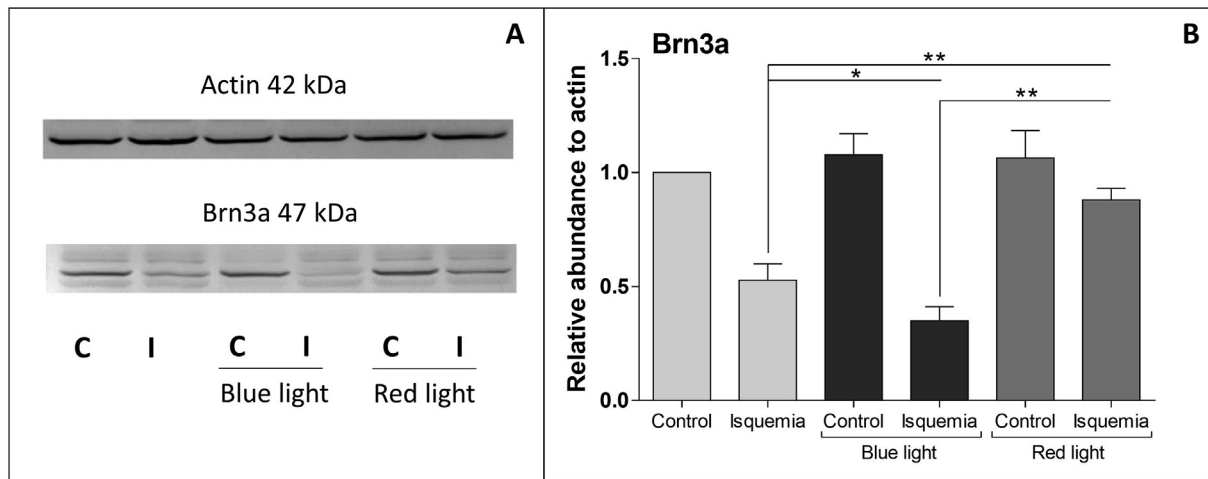 A
Actin 42 kDa
Brn3a 47 kDa
C I C I C I
Blue light Red light
B
Brn3a
Relative abundance to actin
1.5
1.0
0.5
0.0
**
*
**
Control Isquemia Control Isquemia Control Isquemia
Blue light Red light